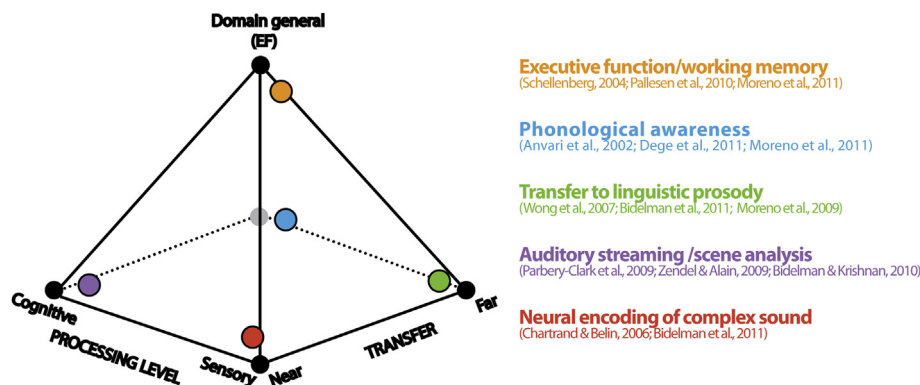 Domain general
(EF)
Executive function/working memory
(Schellenberg, 2004; Pallesen et al., 2010; Moreno et al., 2011)
Phonological awareness
(Anvari et al., 2002; Dege et al., 2011; Moreno et al., 2011)
Transfer to linguistic prosody
(Wong et al., 2007; Bidelman et al., 2011; Moreno et al., 2009)
Auditory streaming /scene analysis
(Parbery-Clark et al., 2009; Zendel & Alain, 2009; Bidelman & Krishnan, 2010)
Neural encoding of complex sound
(Chartrand & Belin, 2006; Bidelman et al., 2011)
Cognitive
PROCESSING LEVEL
Sensory
Near
TRANSFER
Far